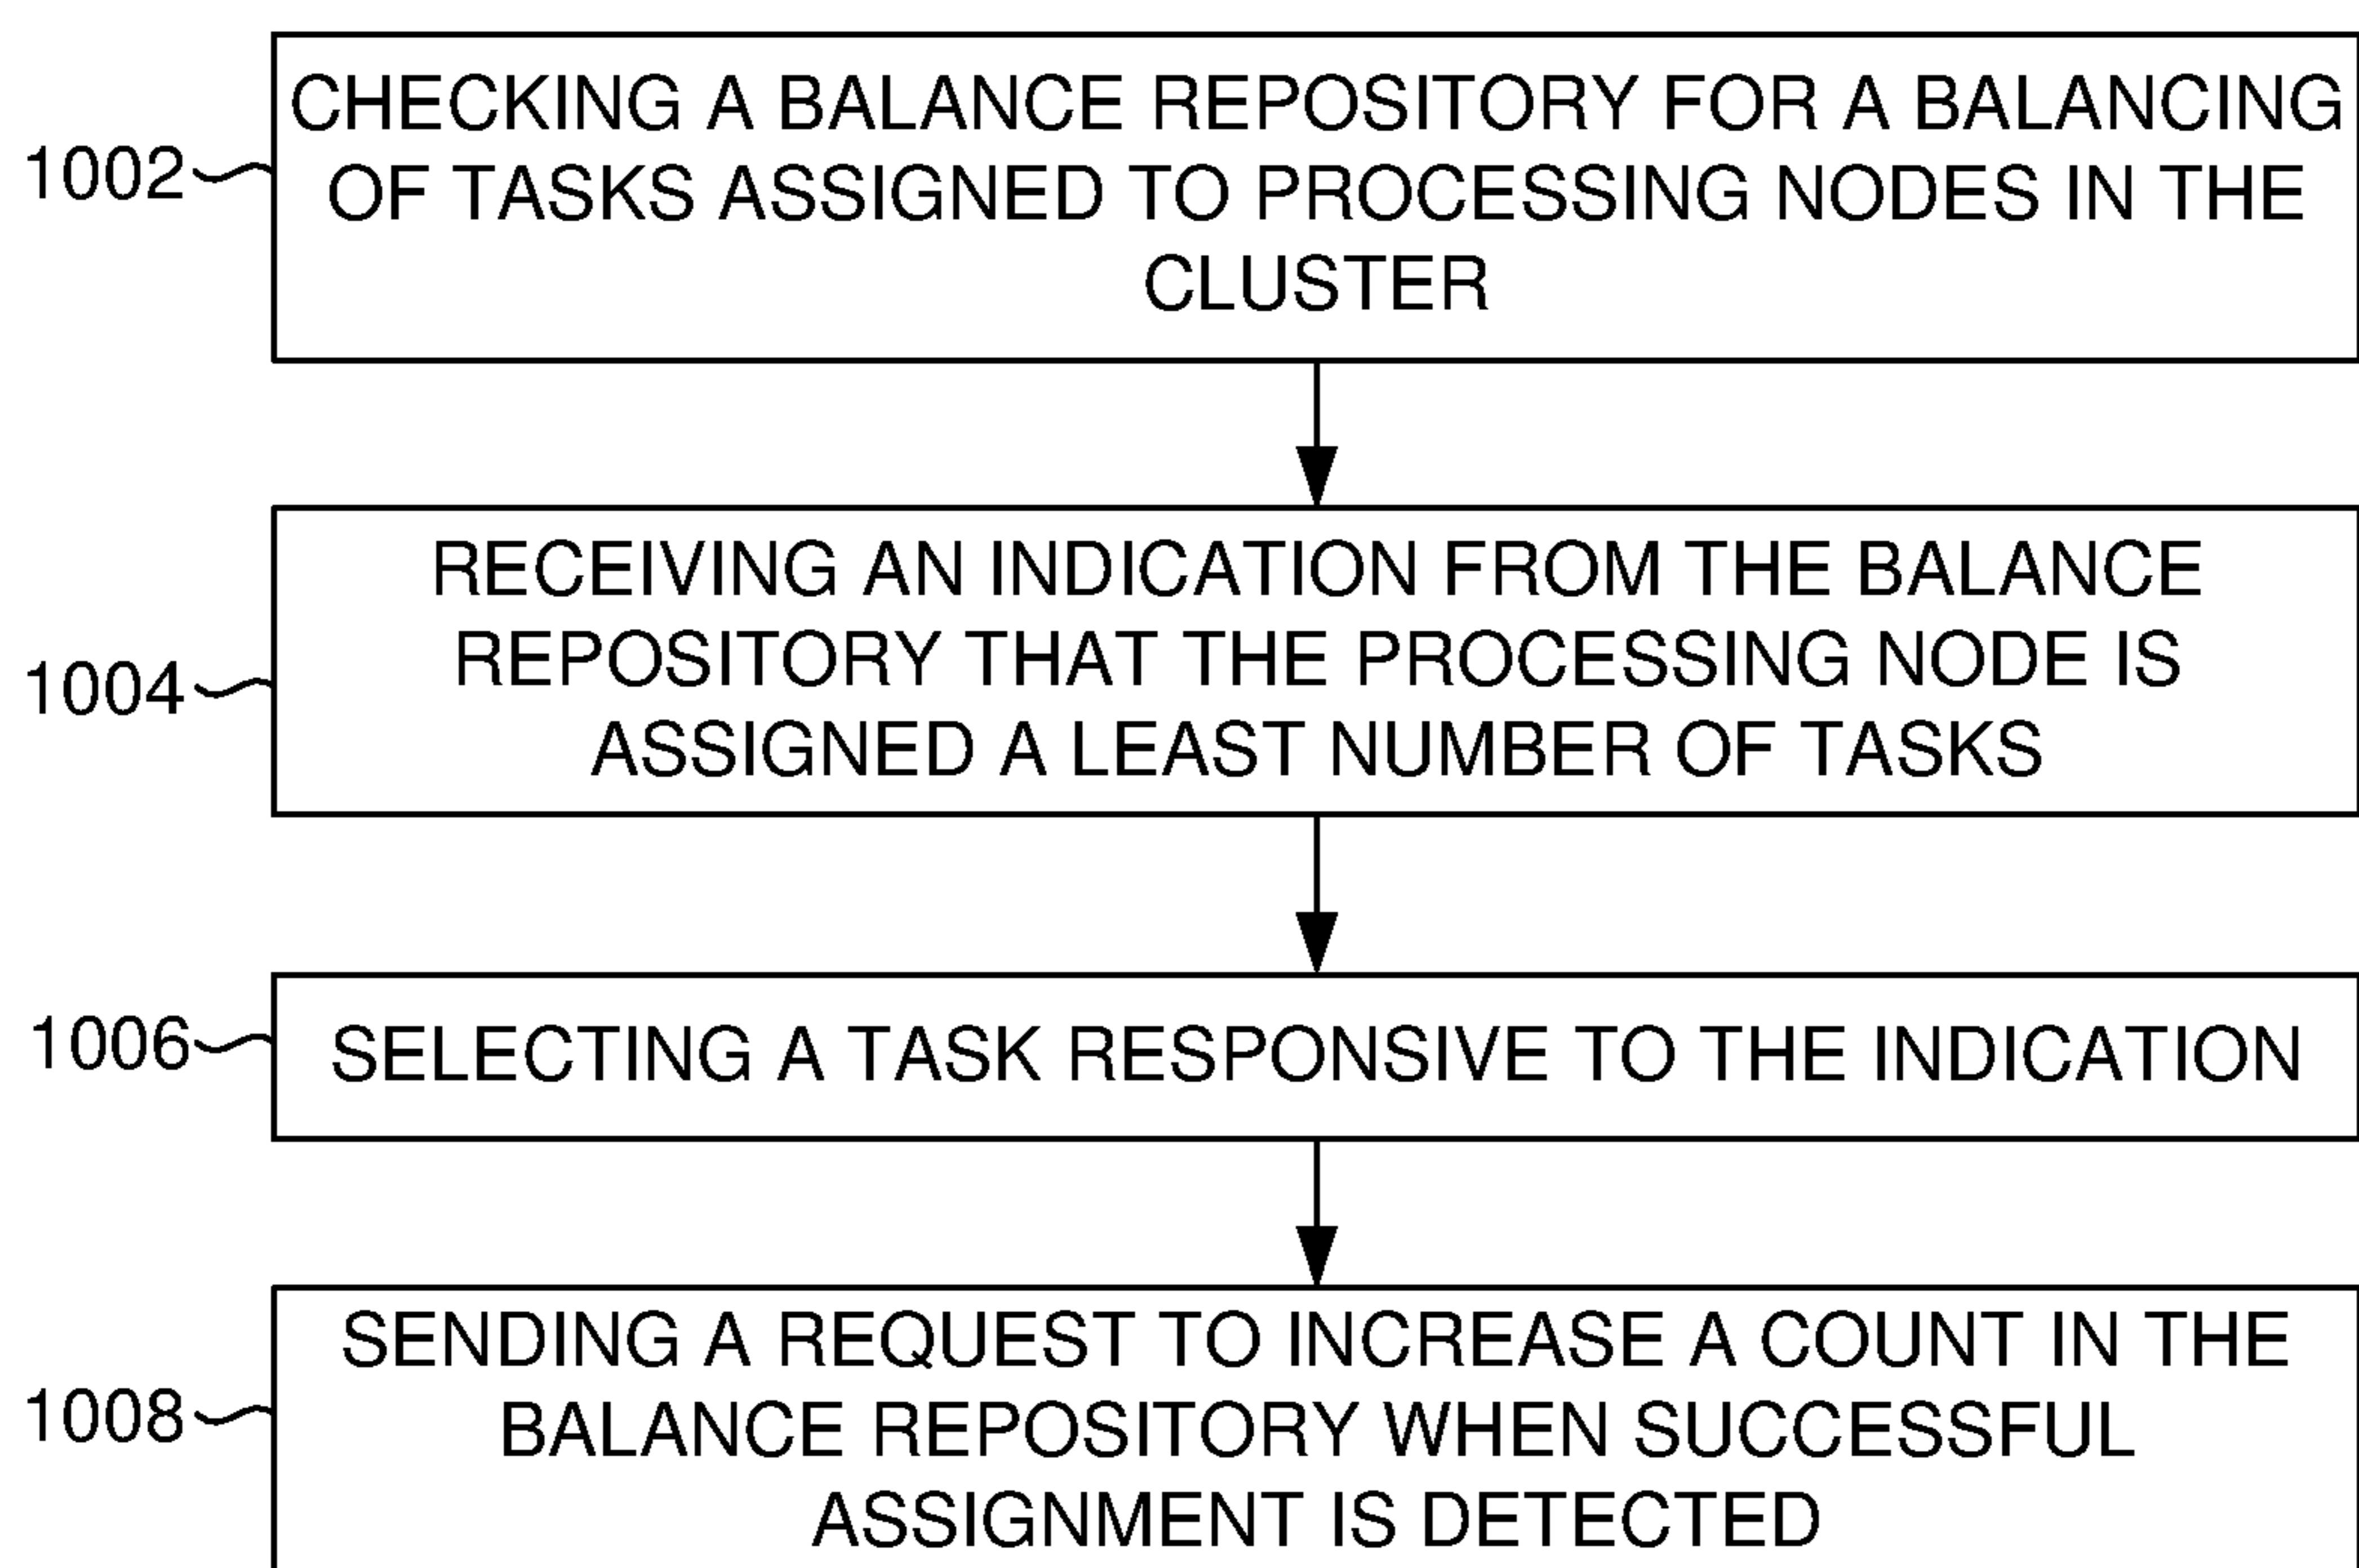 CHECKING A BALANCE REPOSITORY FOR A BALANCING
1002
OF TASKS ASSIGNED TO PROCESSING NODES IN THE
CLUSTER
RECEIVING AN INDICATION FROM THE BALANCE
1004
REPOSITORY THAT THE PROCESSING NODE IS
ASSIGNED A LEAST NUMBER OF TASKS
1006
SELECTING A TASK RESPONSIVE TO THE INDICATION
SENDING A REQUEST TO INCREASE A COUNT IN THE
1008
BALANCE REPOSITORY WHEN SUCCESSFUL
ASSIGNMENT IS DETECTED